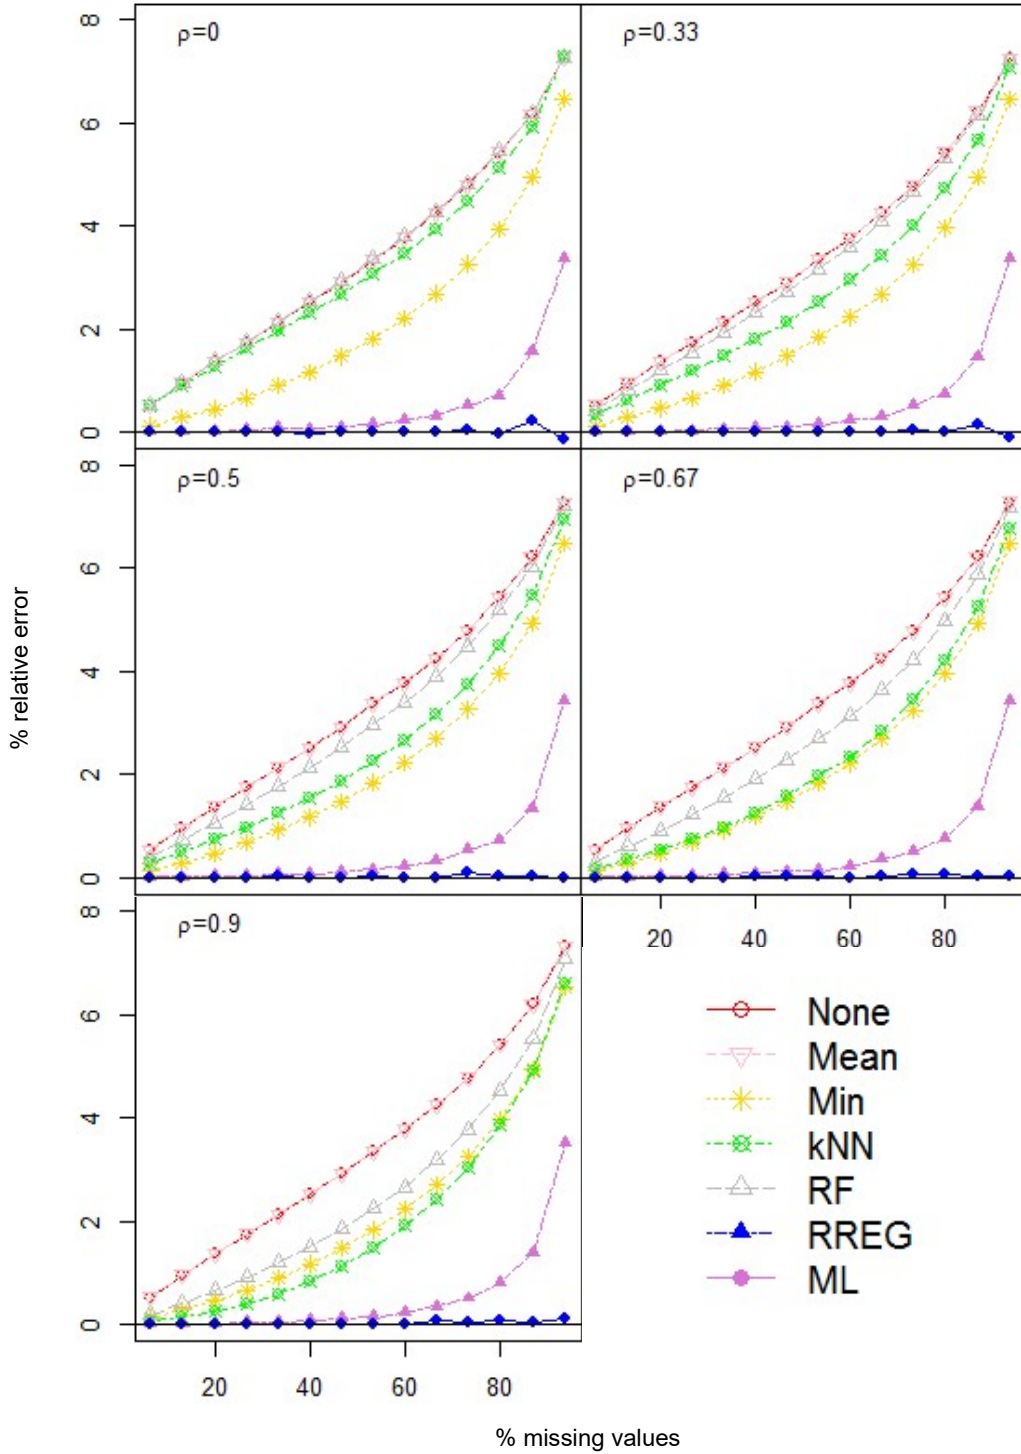 ρ=0
ρ=0.33
8
6
4
2
0
ρ=0.5
ρ=0.67
8
6
4
2
0
20 40 60 80
ρ=0.9
8
6
4
2
0
20 40 60 80
None
Mean
Min
kNN
RF
RREG
ML
% relative error
% missing values